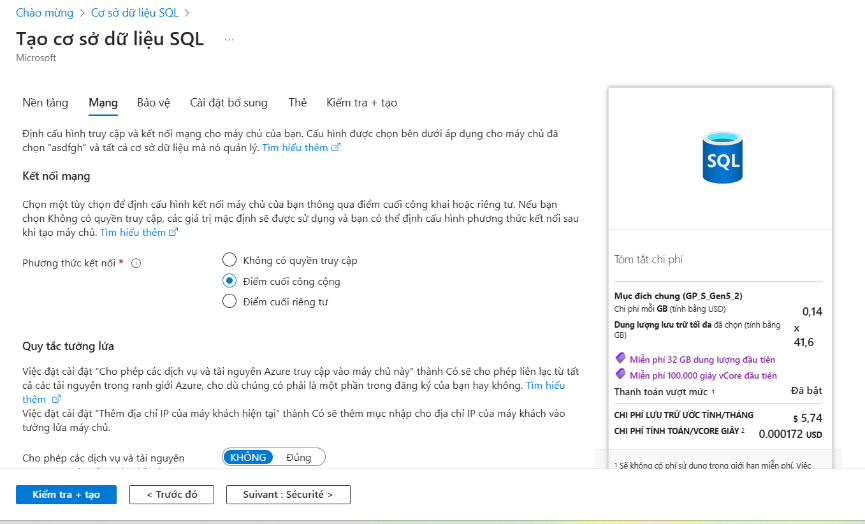 Chào mừng > Cơ sở dữ liệu SQL >
Tạo cơ sở dữ liệu SQL ...
Microsoft
Nền tảng Mạng Bảo vệ Cài đặt bổ sung Thẻ Kiểm tra + tạo
Định cấu hình truy cập và kết nối mạng cho máy chủ của bạn. Cấu hình được chọn bên dưới áp dụng cho máy chủ đã
chọn "asdfgh" và tất cả cơ sở dữ liệu mà nó quản lý. Tìm hiểu thêm
Kết nối mạng
Chọn một tùy chọn để định cấu hình kết nối máy chủ của bạn thông qua điểm cuối công khai hoặc riêng tư. Nếu bạn
chọn Không có quyền truy cập, các giá trị mặc định sẽ được sử dụng và bạn có thể định cấu hình phương thức kết nối sau
khi tạo máy chủ. Tìm hiểu thêm
Phương thức kết nối *
Không có quyền truy cập
Điểm cuối công cộng
Điểm cuối riêng tư
Quy tắc tường lửa
Việc đặt cài đặt "Cho phép các dịch vụ và tài nguyên Azure truy cập vào máy chủ này" thành Có sẽ cho phép liên lạc từ tất
cả các tài nguyên trong ranh giới Azure, cho dù chúng có phải là một phần trong đăng ký của bạn hay không. Tìm hiểu
thêm
Việc đặt cài đặt "Thêm địa chỉ IP của máy khách hiện tại" thành Có sẽ thêm mục nhập cho địa chỉ IP của máy khách vào
tường lửa máy chủ.
Cho phép các dịch vụ và tài nguyên
KHÔNG Đúng
Kiểm tra + tạo
< Trước đó
Suivant : Sécurité >
SQL
Tóm tắt chi phí
Mục đích chung (GP_S_Gen5_2)
Chi phí mỗi GB (tính bằng USD) 0,14
Dung lượng lưu trữ tối đa đã chọn (tính bằng x
GB) 41,6
Miễn phí 32 GB dung lượng đầu tiên
Miễn phí 100.000 giây vCore đầu tiên
Thanh toán vượt mức 1 Đã bật
CHI PHÍ LƯU TRỮ ƯỚC TÍNH/THÁNG $ 5,74
CHI PHÍ TÍNH TOÁN/VCORE GIÂY 2 0.000172 USD
1 Sẽ không có phí sử dụng trong giới hạn miễn phí. Việc